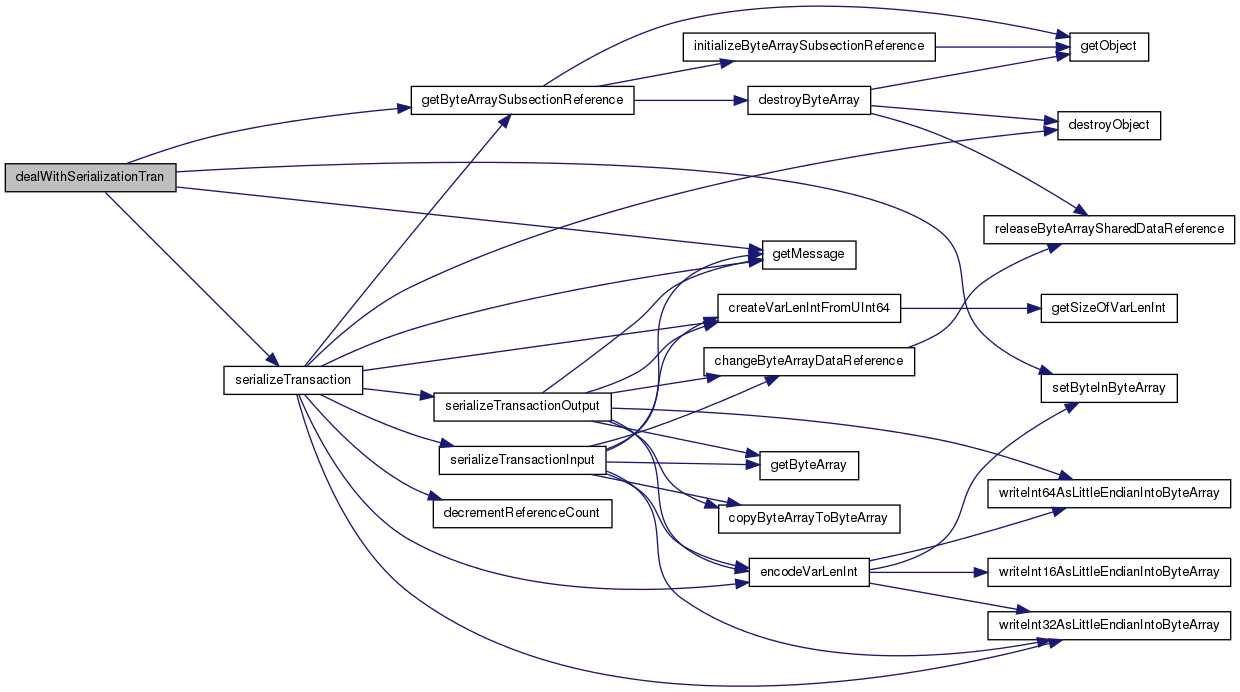 dealWithSerializationTran
getByteArraySubsectionReference
serializeTransaction
serializeTransactionOutput
serializeTransactionInput
decrementReferenceCount
initializeByteArraySubsectionReference
destroyByteArray
getMessage
createVarLenIntFromUInt64
changeByteArrayDataReference
getByteArray
copyByteArrayToByteArray
encodeVarLenInt
getObject
destroyObject
releaseByteArraySharedDataReference
getSizeOfVarLenInt
setByteInByteArray
writeInt64AsLittleEndianIntoByteArray
writeInt16AsLittleEndianIntoByteArray
writeInt32AsLittleEndianIntoByteArray